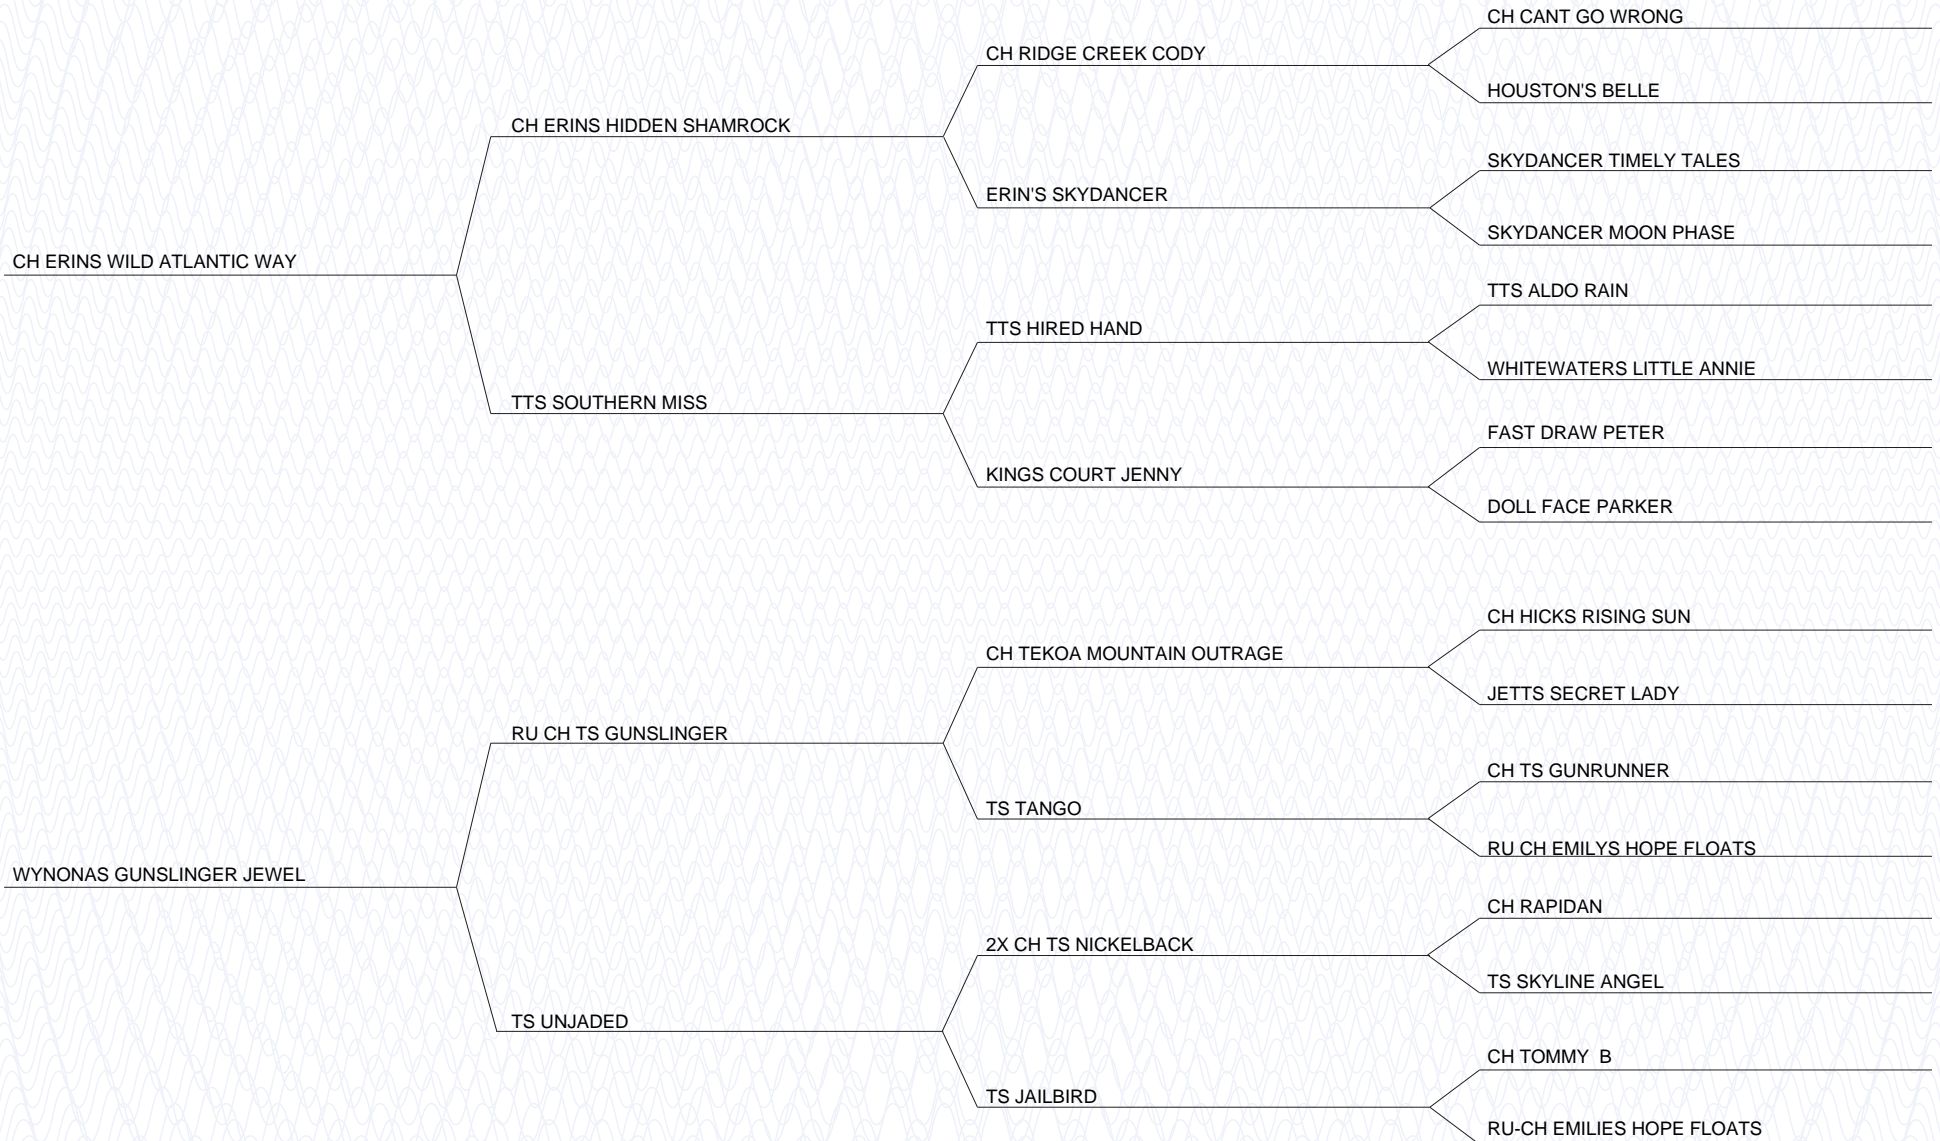 CH CANT GO WRONG
CH RIDGE CREEK CODY
HOUSTON'S BELLE
CH ERINS HIDDEN SHAMROCK
SKYDANCER TIMELY TALES
ERIN'S SKYDANCER
SKYDANCER MOON PHASE
CH ERINS WILD ATLANTIC WAY
TTS ALDO RAIN
TTS HIRED HAND
WHITEWATERS LITTLE ANNIE
TTS SOUTHERN MISS
FAST DRAW PETER
KINGS COURT JENNY
DOLL FACE PARKER
CH HICKS RISING SUN
CH TEKOA MOUNTAIN OUTRAGE
JETTS SECRET LADY
RU CH TS GUNSLINGER
CH TS GUNRUNNER
TS TANGO
RU CH EMILYS HOPE FLOATS
WYNONAS GUNSLINGER JEWEL
CH RAPIDAN
2X CH TS NICKELBACK
TS SKYLINE ANGEL
TS UNJADED
CH TOMMY  B
TS JAILBIRD
RU-CH EMILIES HOPE FLOATS